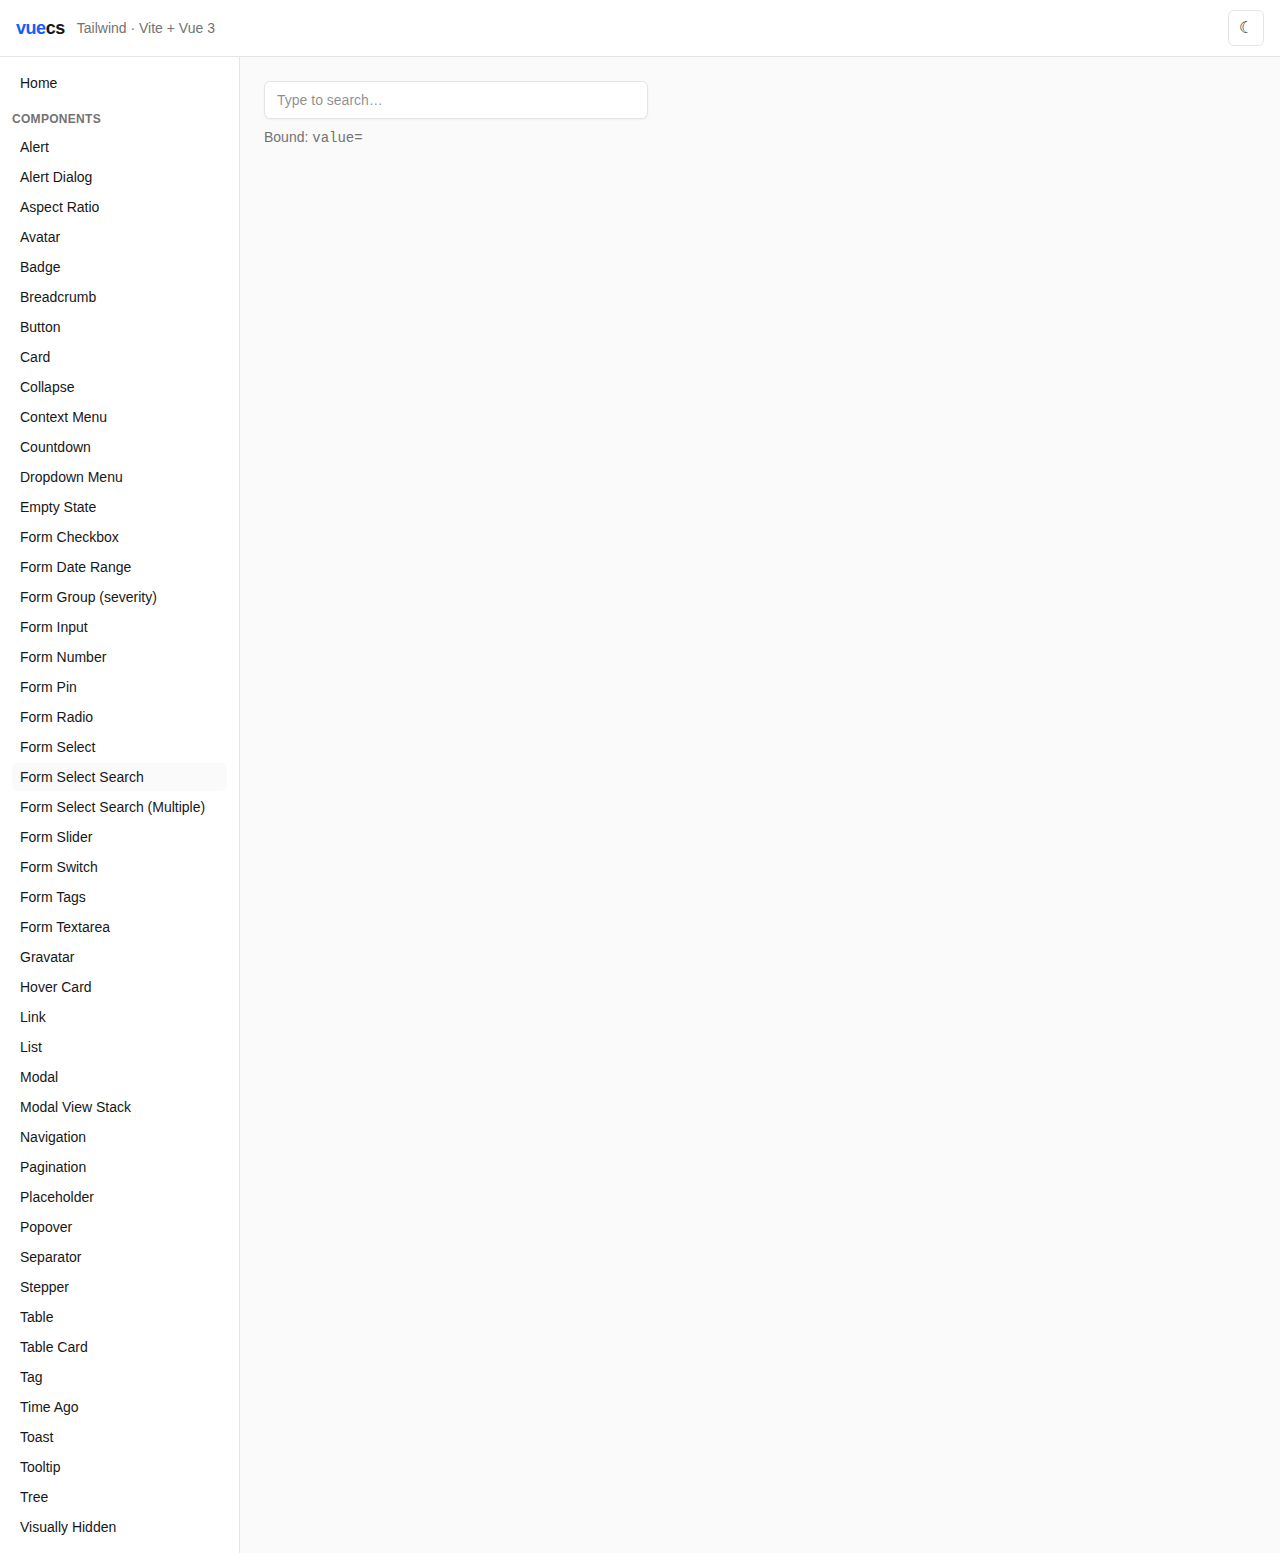 vuecs Tailwind · Vite + Vue 3
Home
COMPONENTS
Alert
Alert Dialog
Aspect Ratio
Avatar
Badge
Breadcrumb
Button
Card
Collapse
Context Menu
Countdown
Dropdown Menu
Empty State
Form Checkbox
Form Date Range
Form Group (severity)
Form Input
Form Number
Form Pin
Form Radio
Form Select
Form Select Search
Form Select Search (Multiple)
Form Slider
Form Switch
Form Tags
Form Textarea
Gravatar
Hover Card
Link
List
Modal
Modal View Stack
Navigation
Pagination
Placeholder
Popover
Separator
Stepper
Table
Table Card
Tag
Time Ago
Toast
Tooltip
Tree
Visually Hidden
Type to search…
Bound: value=